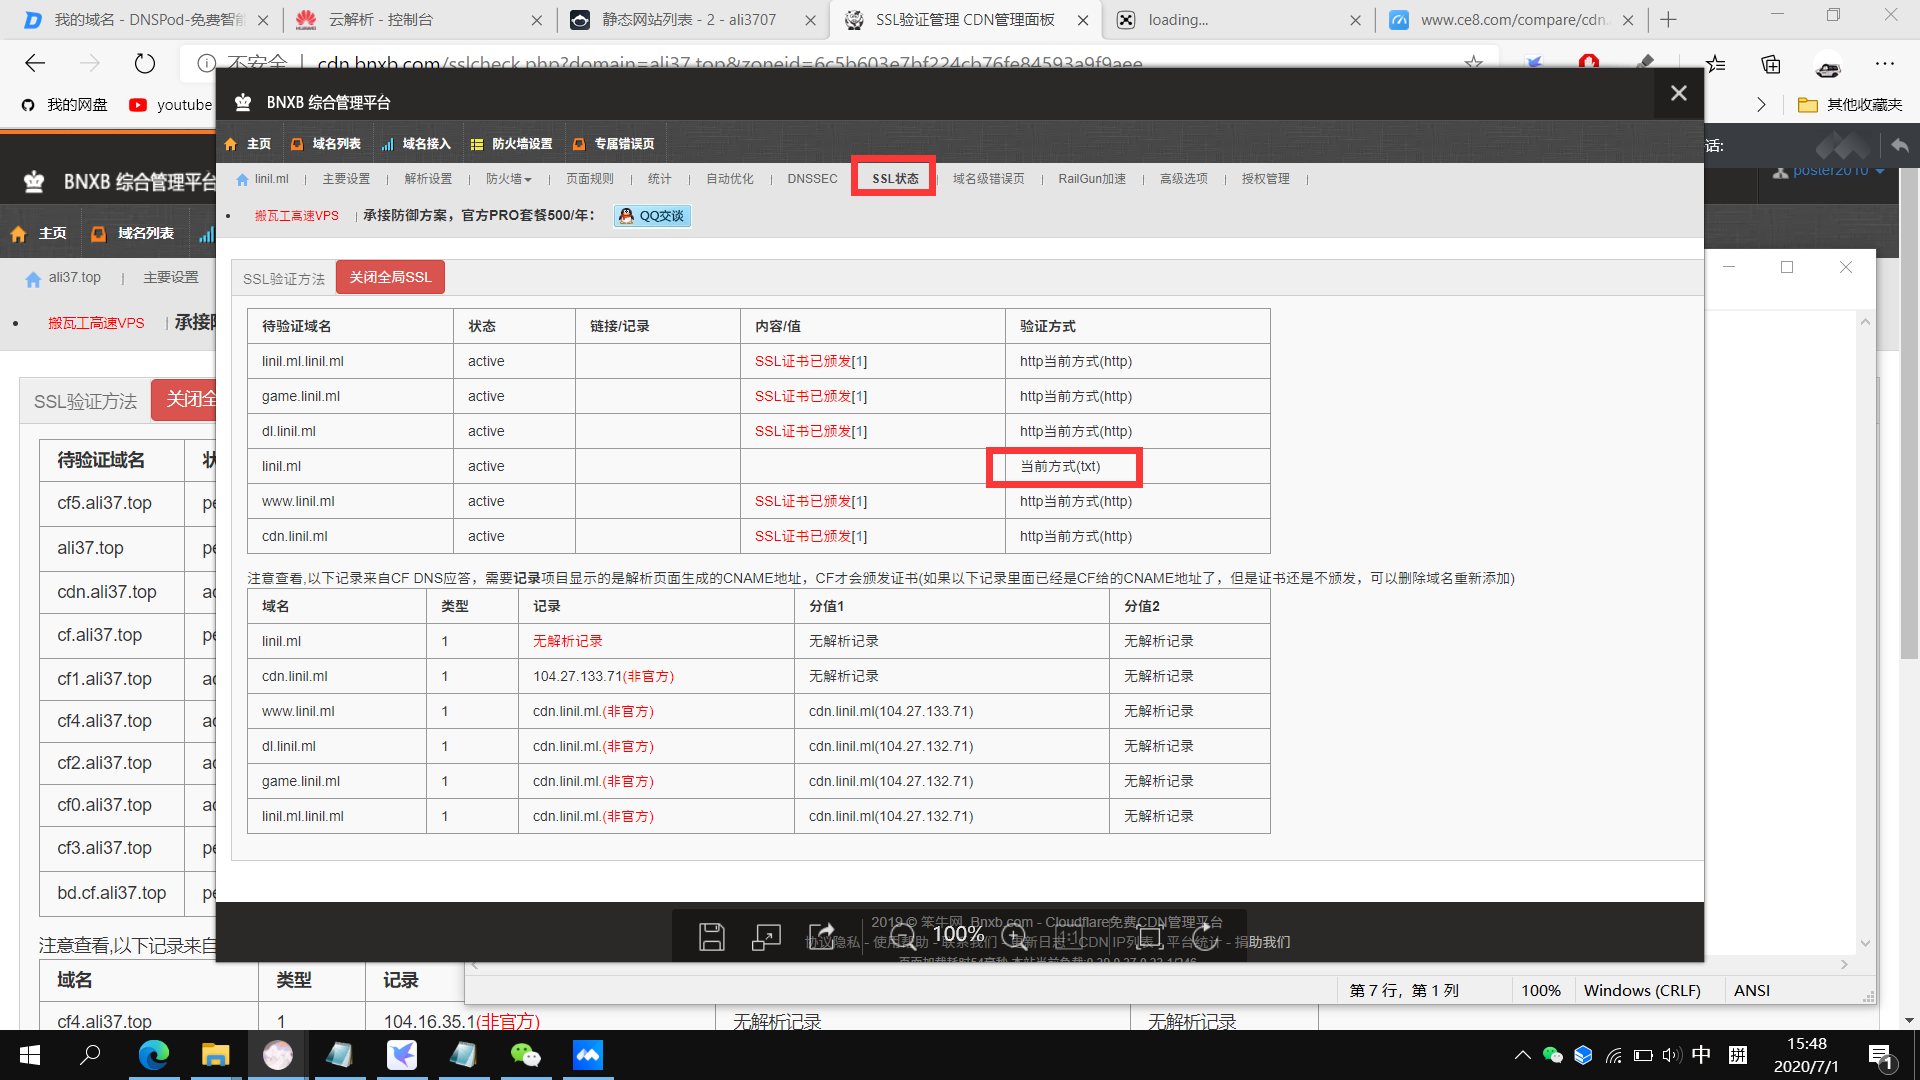 我的域名 - DNSPod-免费智能
云解析 - 控制台
静态网站列表 - 2 - ali3707
SSL验证管理 CDN管理面板
loading...
www.ce8.com/compare/cdn.
不安全
cdn.bnxb.com/sslcheck.php?domain=ali37.top&zoneid=6c5b603e7bf224cb76fe84593a9f9aee
我的网盘
youtube
其他收藏夹
BNXB 综合管理平台
主页
域名列表
域名接入
防火墙设置
专属错误页
linil.ml | 主要设置 | 解析设置 | 防火墙 | 页面规则 | 统计 | 自动优化 | DNSSEC SSL状态 域名级错误页 | RailGun加速 | 高级选项 | 授权管理 |
搬瓦工高速VPS | 承接防御方案，官方PRO套餐500/年： QQ交谈
SSL验证方法 关闭全局SSL
待验证域名 状态 链接/记录 内容/值 验证方式
linil.ml.linil.ml active SSL证书已颁发[1] http当前方式(http)
game.linil.ml active SSL证书已颁发[1] http当前方式(http)
dl.linil.ml active SSL证书已颁发[1] http当前方式(http)
linil.ml active 当前方式(txt)
www.linil.ml active SSL证书已颁发[1] http当前方式(http)
cdn.linil.ml active SSL证书已颁发[1] http当前方式(http)
注意查看,以下记录来自CF DNS应答，需要记录项目显示的是解析页面生成的CNAME地址，CF才会颁发证书(如果以下记录里面已经是CF给的CNAME地址了，但是证书还是不颁发，可以删除域名重新添加)
域名 类型 记录 分值1 分值2
linil.ml 1 无解析记录 无解析记录 无解析记录
cdn.linil.ml 1 104.27.133.71(非官方) 无解析记录 无解析记录
www.linil.ml 1 cdn.linil.ml.(非官方) cdn.linil.ml(104.27.133.71) 无解析记录
dl.linil.ml 1 cdn.linil.ml.(非官方) cdn.linil.ml(104.27.132.71) 无解析记录
game.linil.ml 1 cdn.linil.ml.(非官方) cdn.linil.ml(104.27.132.71) 无解析记录
linil.ml.linil.ml 1 cdn.linil.ml.(非官方) cdn.linil.ml(104.27.132.71) 无解析记录
2019 © 笨牛网 Bnxb.com - Cloudflare免费CDN管理平台
100%
协议隐私 - 使用帮助 - 联系我们 - 更新日志 - CDN IP列表 - 平台统计 - 捐助我们
话:
poster2010
BNXB 综合管理平台
主页
域名列表
ali37.top | 主要设置
搬瓦工高速VPS | 承接防
SSL验证方法 关闭全
待验证域名
cf5.ali37.top
ali37.top
cdn.ali37.top
cf.ali37.top
cf1.ali37.top
cf4.ali37.top
cf2.ali37.top
cf0.ali37.top
cf3.ali37.top
bd.cf.ali37.top
注意查看,以下记录来自
域名 类型 记录
cf4.ali37.top 1 104.16.35.1(非官方) 无解析记录 无解析记录
第 7 行，第 1 列
100%
Windows (CRLF)
ANSI
中
拼
15:48
2020/7/1
1